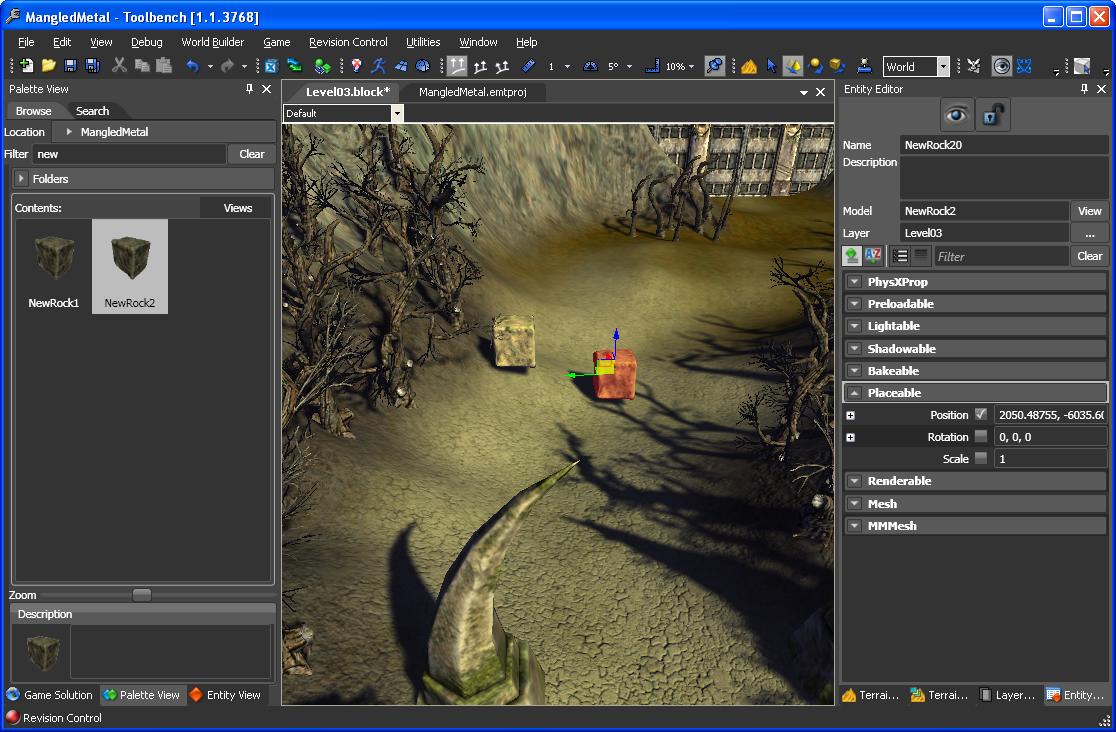 MangledMetal - Toolbench [1.1.3768]
File Edit View Debug World Builder Game Revision Control Utilities Window Help
1 5° 10% World
Palette View
Browse Search
Location MangledMetal
Filter new Clear
Folders
Contents: Views
NewRock1 NewRock2
Zoom
Description
Game Solution Palette View Entity View
Revision Control
Level03.block* MangledMetal.emtproj
Default
Entity Editor
Name NewRock20
Description
Model NewRock2 View
Layer Level03 ...
Filter Clear
PhysXProp
Preloadable
Lightable
Shadowable
Bakeable
Placeable
Position 2050.48755, -6035.60
Rotation 0, 0, 0
Scale 1
Renderable
Mesh
MMMesh
Terrai... Terrai... Layer... Entity...